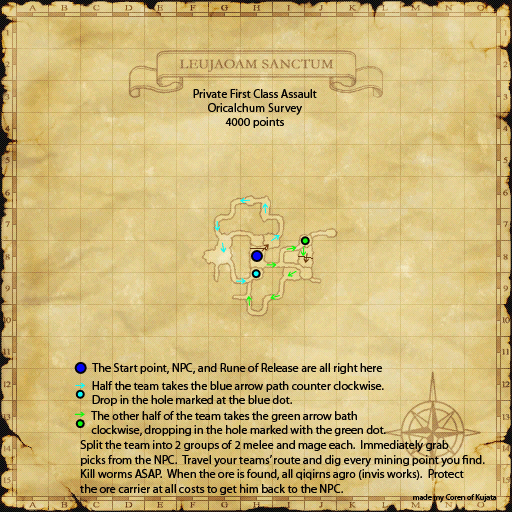 A B C D E F G H I J K L M N O
LEUJAOAM SANCTUM
Private First Class Assault
Oricalchum Survey
4000 points
The Start point, NPC, and Rune of Release are all right here
Half the team takes the blue arrow path counter clockwise.
Drop in the hole marked at the blue dot.
The other half of the team takes the green arrow bath
clockwise, dropping in the hole marked with the green dot.
Split the team into 2 groups of 2 melee and mage each. Immediately grab
picks from the NPC. Travel your teams' route and dig every mining point you find.
Kill worms ASAP. When the ore is found, all qiqirns agro (invis works). Protect
the ore carrier at all costs to get him back to the NPC.
made my Coren of Kujata